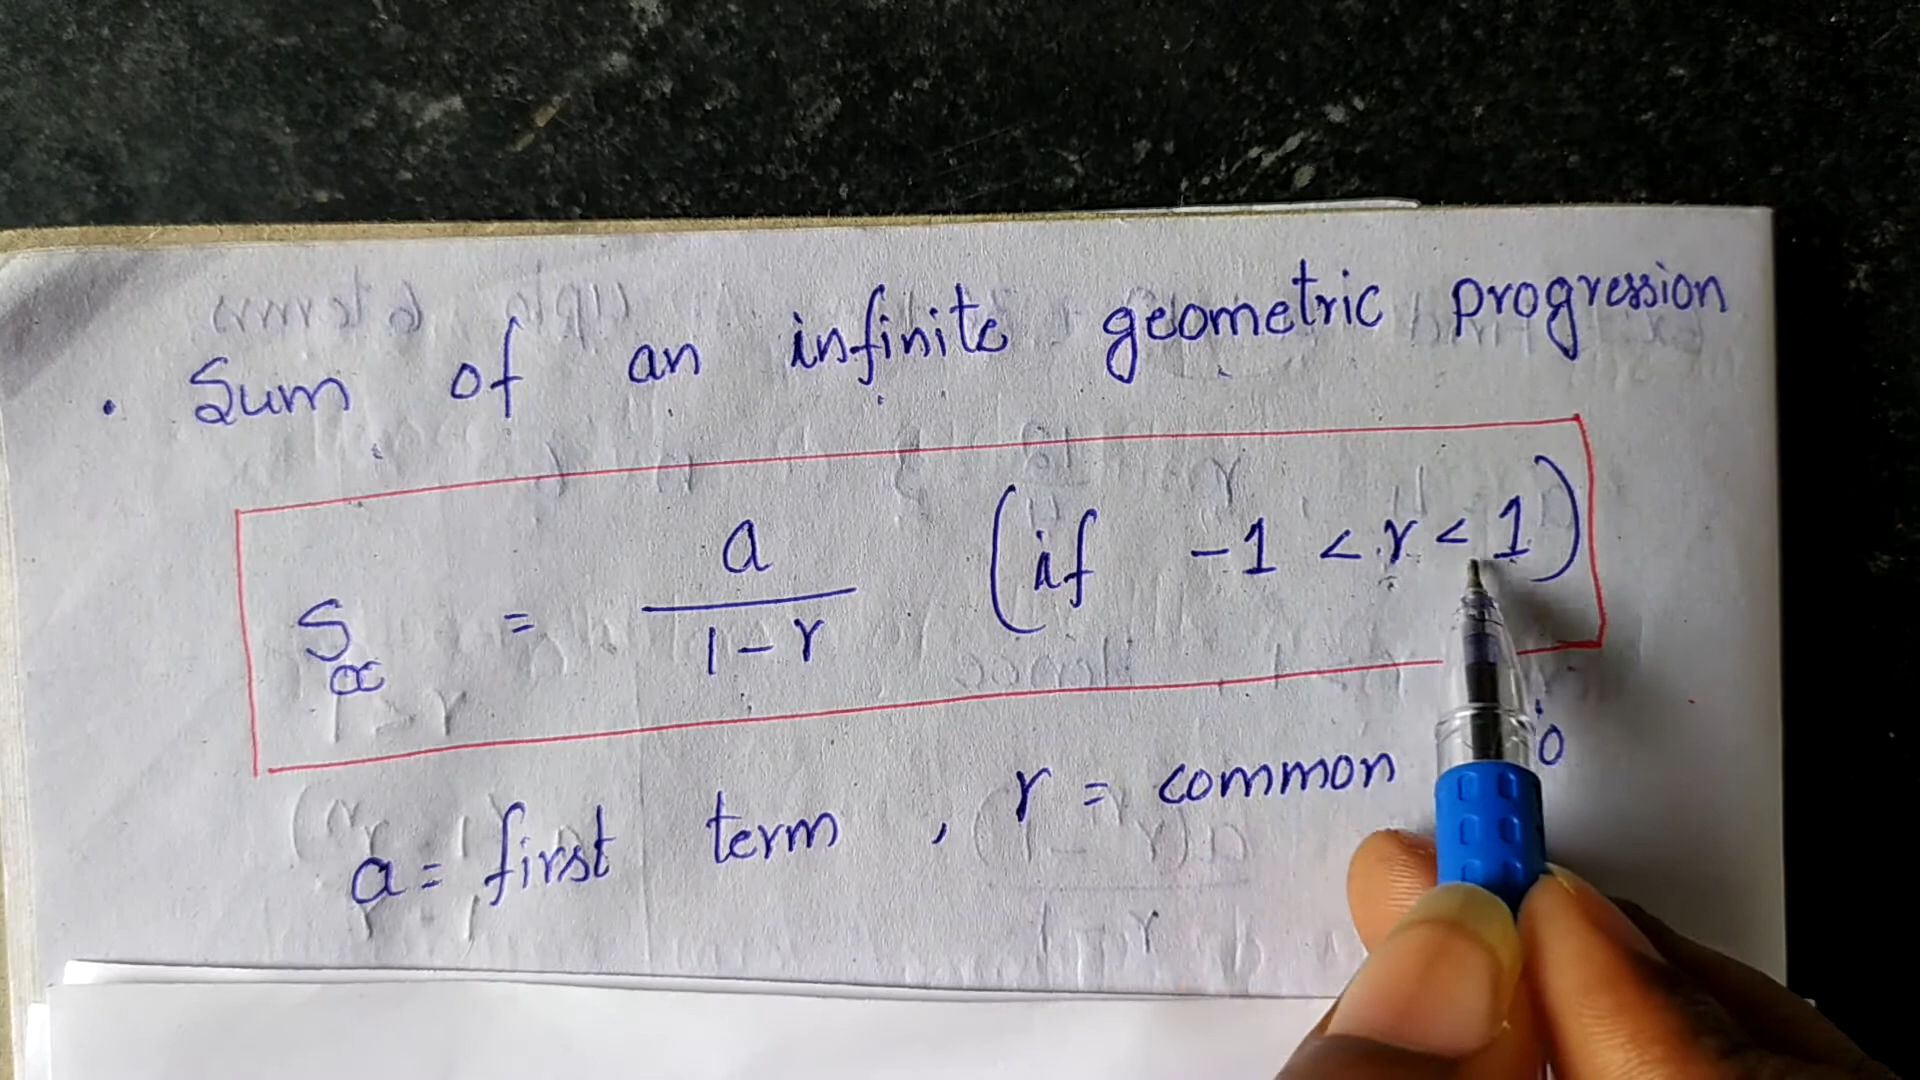 . Sum of an infinite geometric progression
S∞ = a/(1-r) (if -1 < r < 1)
a = first term , r = common